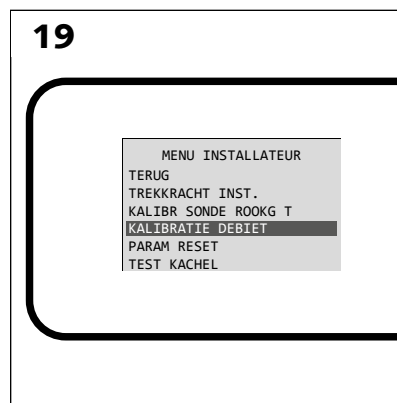 19
MENU INSTALLATEUR
TERUG
TREKKRACHT INST.
KALIBR SONDE ROOKG T
KALIBRATIE DEBIET
PARAM RESET
TEST KACHEL